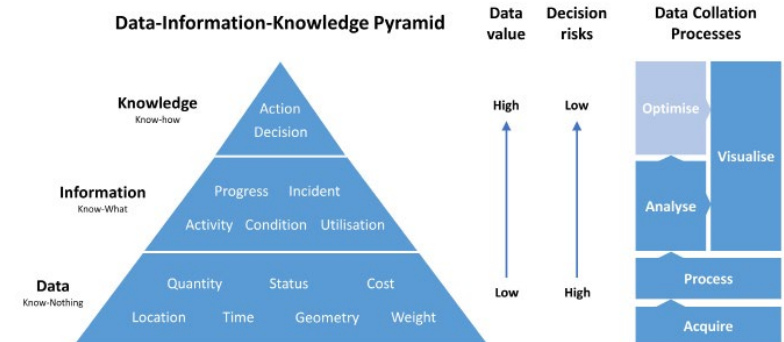 Data-Information-Knowledge Pyramid
Data value
Decision risks
Data Collation Processes
Knowledge
Know-how
Action
Decision
High
Low
Optimise
Visualise
Information
Know-What
Progress Incident
Activity Condition Utilisation
Analyse
Data
Know-Nothing
Quantity Status Cost
Location Time Geometry Weight
Low
High
Process
Acquire